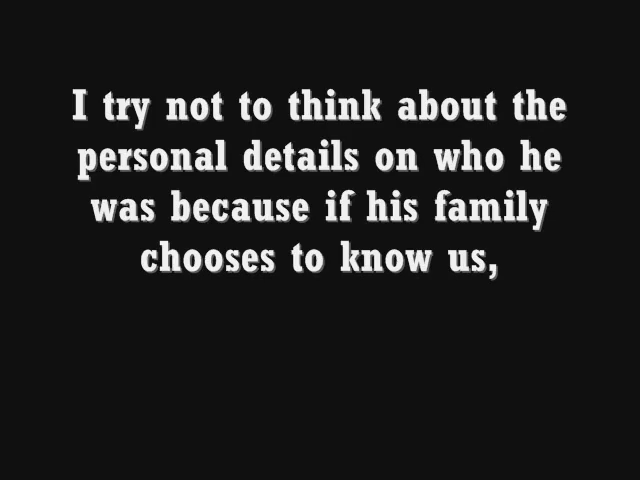 I try not to think about the
personal details on who he
was because if his family
chooses to know us,